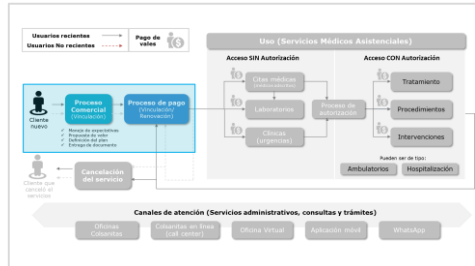 Usuarios recientes
Usuarios No recientes
Pago de
vales
Uso (Servicios Médicos Asistenciales)
Acceso SIN Autorización
Acceso CON Autorización
Citas médicas
Laboratorios
Clínicas
(urgencias)
Proceso de
autorización
Tratamiento
Procedimientos
Intervenciones
Pueden ser de tipo:
Ambulatorios
Hospitalización
Cliente
nuevo
Proceso
Comercial
(Vinculación)
Proceso de pago
(Vinculación/
Renovación)
Manejo de expectativas
Propuesta de valor
Definición del plan
Entrega de documento
Cliente que
canceló el
servicio
Cancelación
del servicio
Canales de atención (Servicios administrativos, consultas y trámites)
Oficinas
Colsanitas
Colsanitas en línea
(call center)
Oficina Virtual
Aplicación móvil
WhatsApp